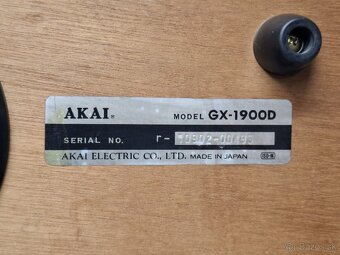 AKAI. MODEL GX-1900D
SERIAL NO. r-
AKAI ELECTRIC CO., LTD. MADE IN JAPAN